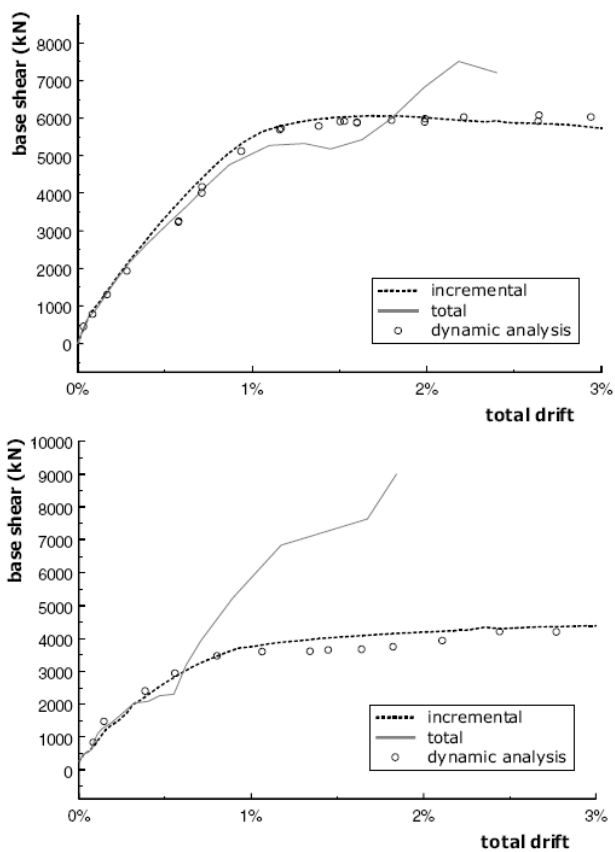 base shear (kN)
8000
7000
6000
5000
4000
3000
2000
1000
0
incremental
total
dynamic analysis
0%
1%
2%
3%
total drift
base shear (kN)
10000
9000
8000
7000
6000
5000
4000
3000
2000
1000
0
incremental
total
dynamic analysis
0%
1%
2%
3%
total drift